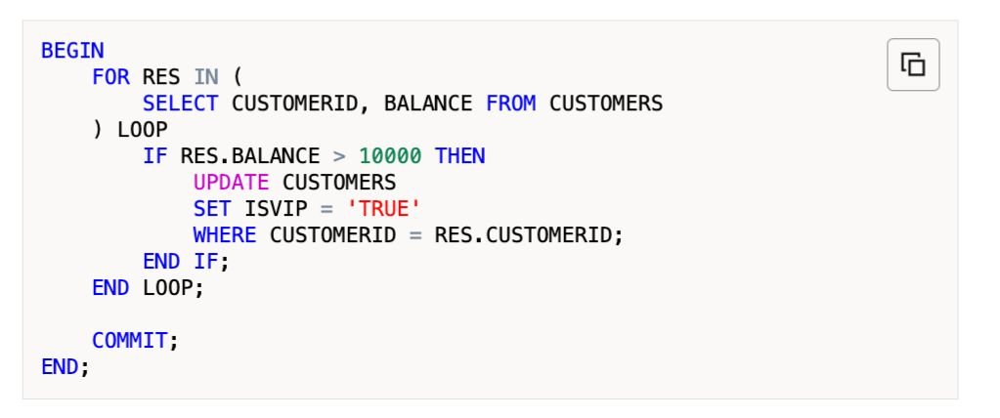 BEGIN
    FOR RES IN (
        SELECT CUSTOMERID, BALANCE FROM CUSTOMERS
    ) LOOP
        IF RES.BALANCE > 10000 THEN
            UPDATE CUSTOMERS
            SET ISVIP = 'TRUE'
            WHERE CUSTOMERID = RES.CUSTOMERID;
        END IF;
    END LOOP;

    COMMIT;
END;